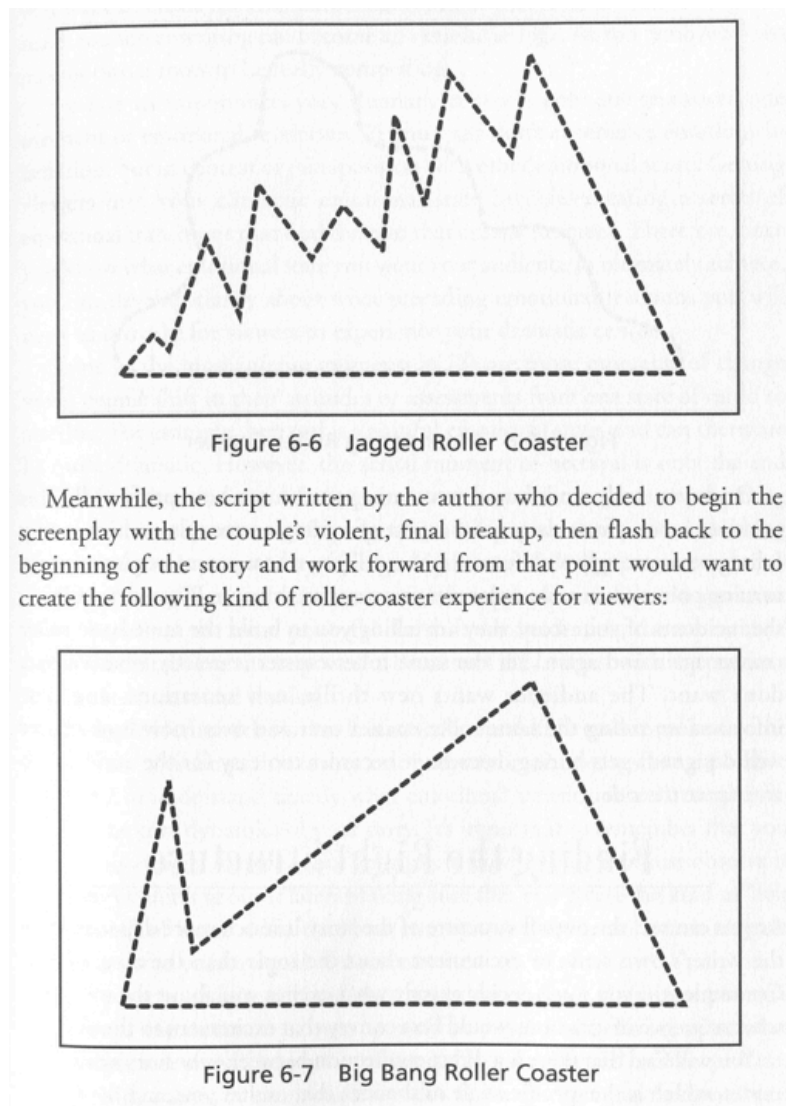 Figure 6-6 Jagged Roller Coaster
Meanwhile, the script written by the author who decided to begin the
screenplay with the couple's violent, final breakup, then flash back to the
beginning of the story and work forward from that point would want to
create the following kind of roller-coaster experience for viewers:
Figure 6-7 Big Bang Roller Coaster